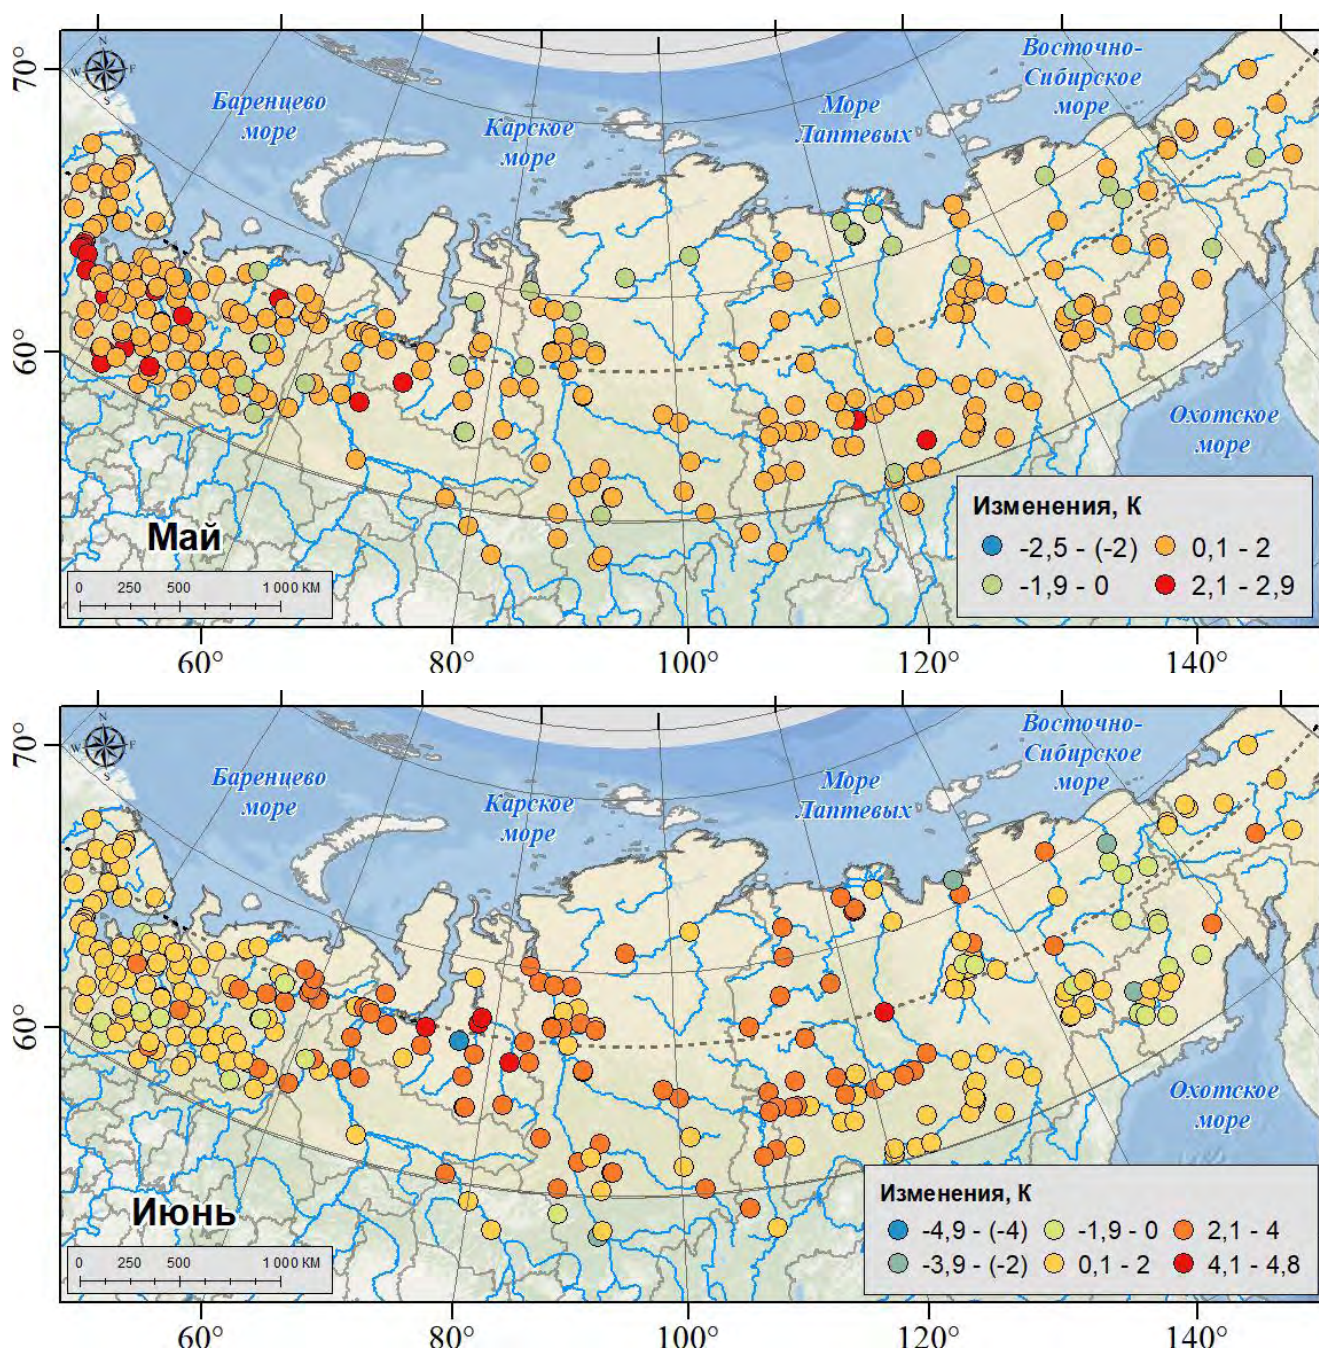 70°
60°
N
W
E
S
Баренцево
море
Карское
море
Море
Лаптевых
Восточно-
Сибирское
море
Охотское
море
Май
0 250 500 1 000 КМ
Изменения, К
-2,5 - (-2) 0,1 - 2
-1,9 - 0 2,1 - 2,9
60° 80° 100° 120° 140°
70°
60°
N
W
E
S
Баренцево
море
Карское
море
Море
Лаптевых
Восточно-
Сибирское
море
Охотское
море
Июнь
0 250 500 1 000 КМ
Изменения, К
-4,9 - (-4) -1,9 - 0 2,1 - 4
-3,9 - (-2) 0,1 - 2 4,1 - 4,8
60° 80° 100° 120° 140°